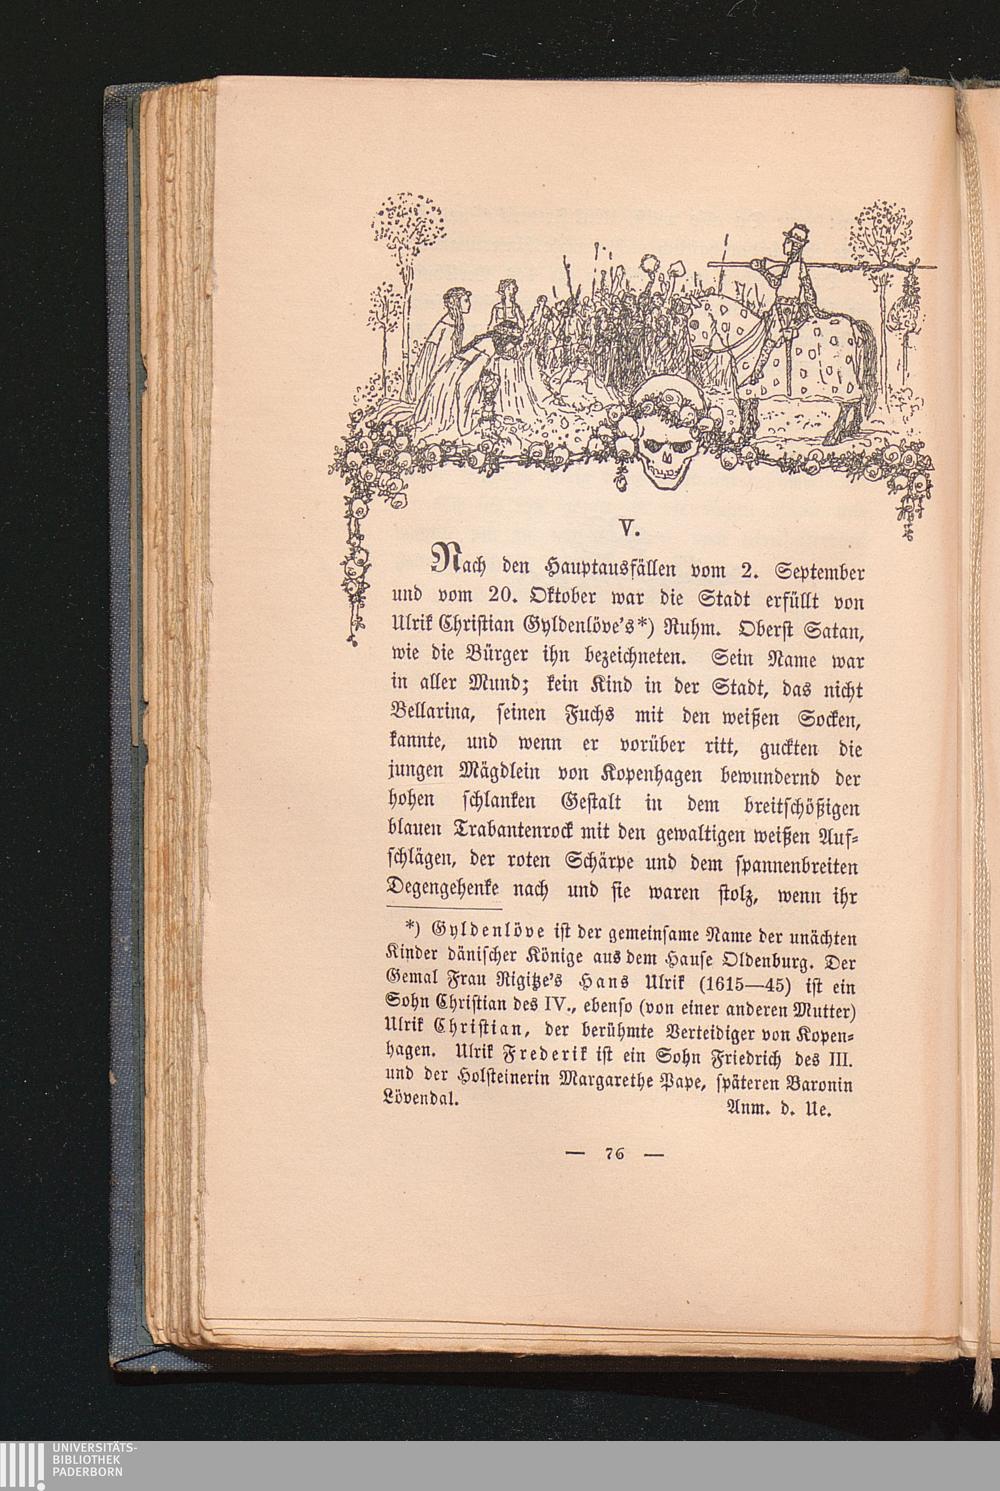 V.
Nach den Hauptausfällen vom 2. September
und vom 20. Oktober war die Stadt erfüllt von
Ulrik Christian Gyldenlöve's*) Ruhm. Oberst Satan,
wie die Bürger ihn bezeichneten. Sein Name war
in aller Mund; kein Kind in der Stadt, das nicht
Bellarina, seinen Fuchs mit den weißen Socken,
kannte, und wenn er vorüber ritt, guckten die
jungen Mägdlein von Kopenhagen bewundernd der
hohen schlanken Gestalt in dem breitschößigen
blauen Trabantenrock mit den gewaltigen weißen Auf-
schlägen, der roten Schärpe und dem spannenbreiten
Degengehenke nach und sie waren stolz, wenn ihr
*) Gyldenlöve ist der gemeinsame Name der unächten
Kinder dänischer Könige aus dem Hause Oldenburg. Der
Gemal Frau Rigitze's Hans Ulrik (1615—45) ist ein
Sohn Christian des IV., ebenso (von einer anderen Mutter)
Ulrik Christian, der berühmte Verteidiger von Kopen-
hagen. Ulrik Frederik ist ein Sohn Friedrich des III.
und der Holsteinerin Margarethe Pape, späteren Baronin
Lövendal. Anm. d. Ue.
— 76 —
UNIVERSITÄTS-
BIBLIOTHEK
PADERBORN